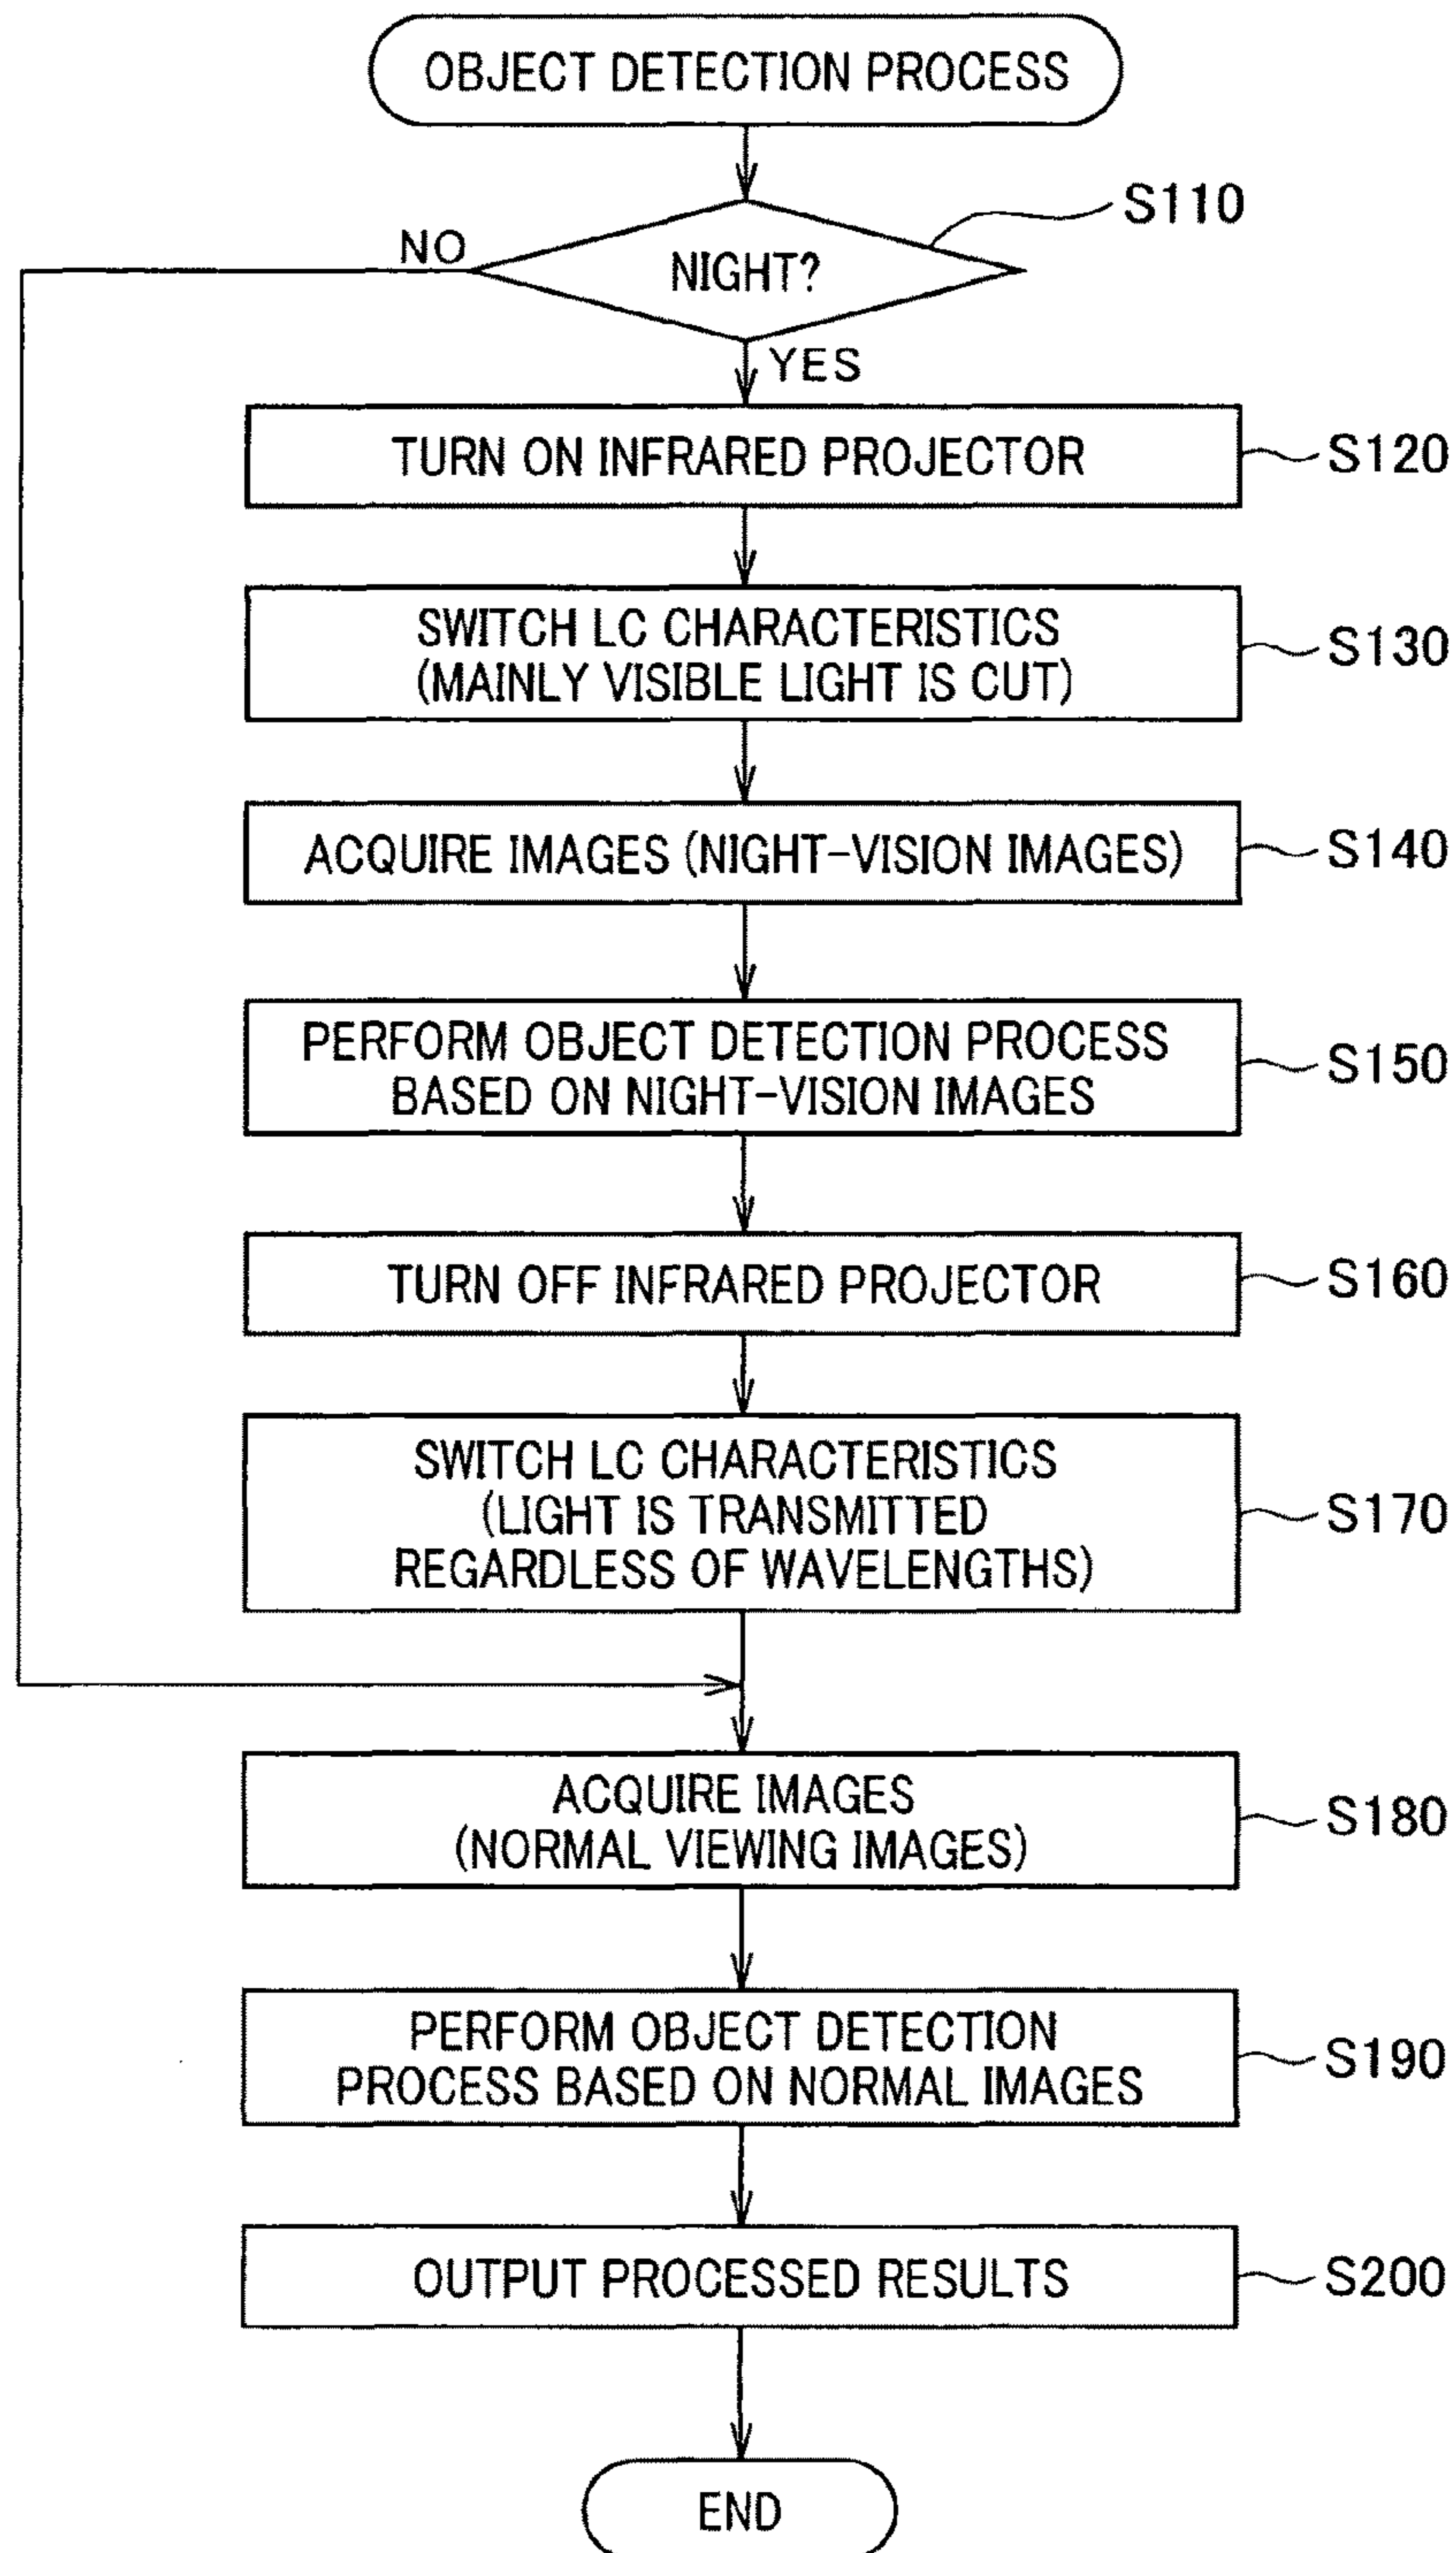 OBJECT DETECTION PROCESS
S110
NO
NIGHT?
YES
TURN ON INFRARED PROJECTOR
S120
SWITCH LC CHARACTERISTICS
(MAINLY VISIBLE LIGHT IS CUT)
S130
ACQUIRE IMAGES (NIGHT-VISION IMAGES)
S140
PERFORM OBJECT DETECTION PROCESS
BASED ON NIGHT-VISION IMAGES
S150
TURN OFF INFRARED PROJECTOR
S160
SWITCH LC CHARACTERISTICS
(LIGHT IS TRANSMITTED
REGARDLESS OF WAVELENGTHS)
S170
ACQUIRE IMAGES
(NORMAL VIEWING IMAGES)
S180
PERFORM OBJECT DETECTION
PROCESS BASED ON NORMAL IMAGES
S190
OUTPUT PROCESSED RESULTS
S200
END